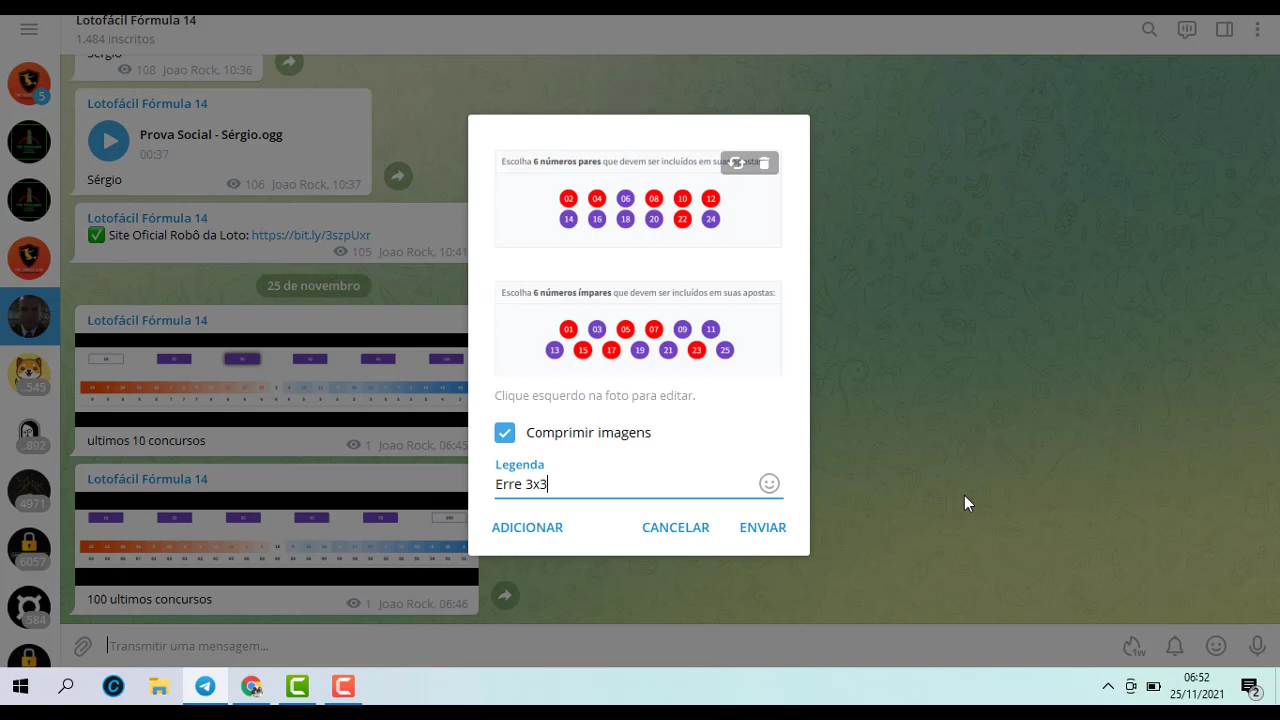 Lotofácil Fórmula 14
1.484 inscritos
Sérgio
108 Joao Rock, 10:36
Lotofácil Fórmula 14
Prova Social - Sérgio.ogg
00:37
Sérgio
106 Joao Rock, 10:37
Lotofácil Fórmula 14
✅ Site Oficial Robô da Loto: https://bit.ly/3szpUxr
105 Joao Rock, 10:41
25 de novembro
Lotofácil Fórmula 14
ultimos 10 concursos
1 Joao Rock, 06:45
Lotofácil Fórmula 14
100 ultimos concursos
1 Joao Rock, 06:46
Transmitir uma mensagem...
5
..545
..892
4971
6057
.584
Escolha 6 números pares que devem ser incluídos em suas apostas:
02 04 06 08 10 12
14 16 18 20 22 24
Escolha 6 números ímpares que devem ser incluídos em suas apostas:
01 03 05 07 09 11
13 15 17 19 21 23 25
Clique esquerdo na foto para editar.
Comprimir imagens
Legenda
Erre 3x3
ADICIONAR CANCELAR ENVIAR
1W
06:52
25/11/2021
2